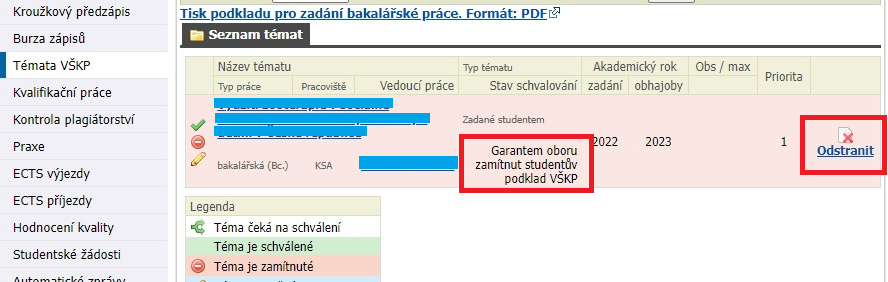 Kroužkový předzápis
Burza zápisů
Témata VŠKP
Kvalifikační práce
Kontrola plagiátorství
Praxe
ECTS výjezdy
ECTS příjezdy
Hodnocení kvality
Studentské žádosti
Automatické zprávy
Tisk podkladu pro zadání bakalářské práce. Formát: PDF
Seznam témat
Název tématu Typ tématu Akademický rok Obs / max Priorita
Typ práce Pracoviště Vedoucí práce Stav schvalování zadání obhajoby
Zadané studentem
2022 2023 1 Odstranit
bakalářská (Bc.) KSA
Garantem oboru
zamítnut studentův
podklad VŠKP
Legenda
Téma čeká na schválení
Téma je schválené
Téma je zamítnuté